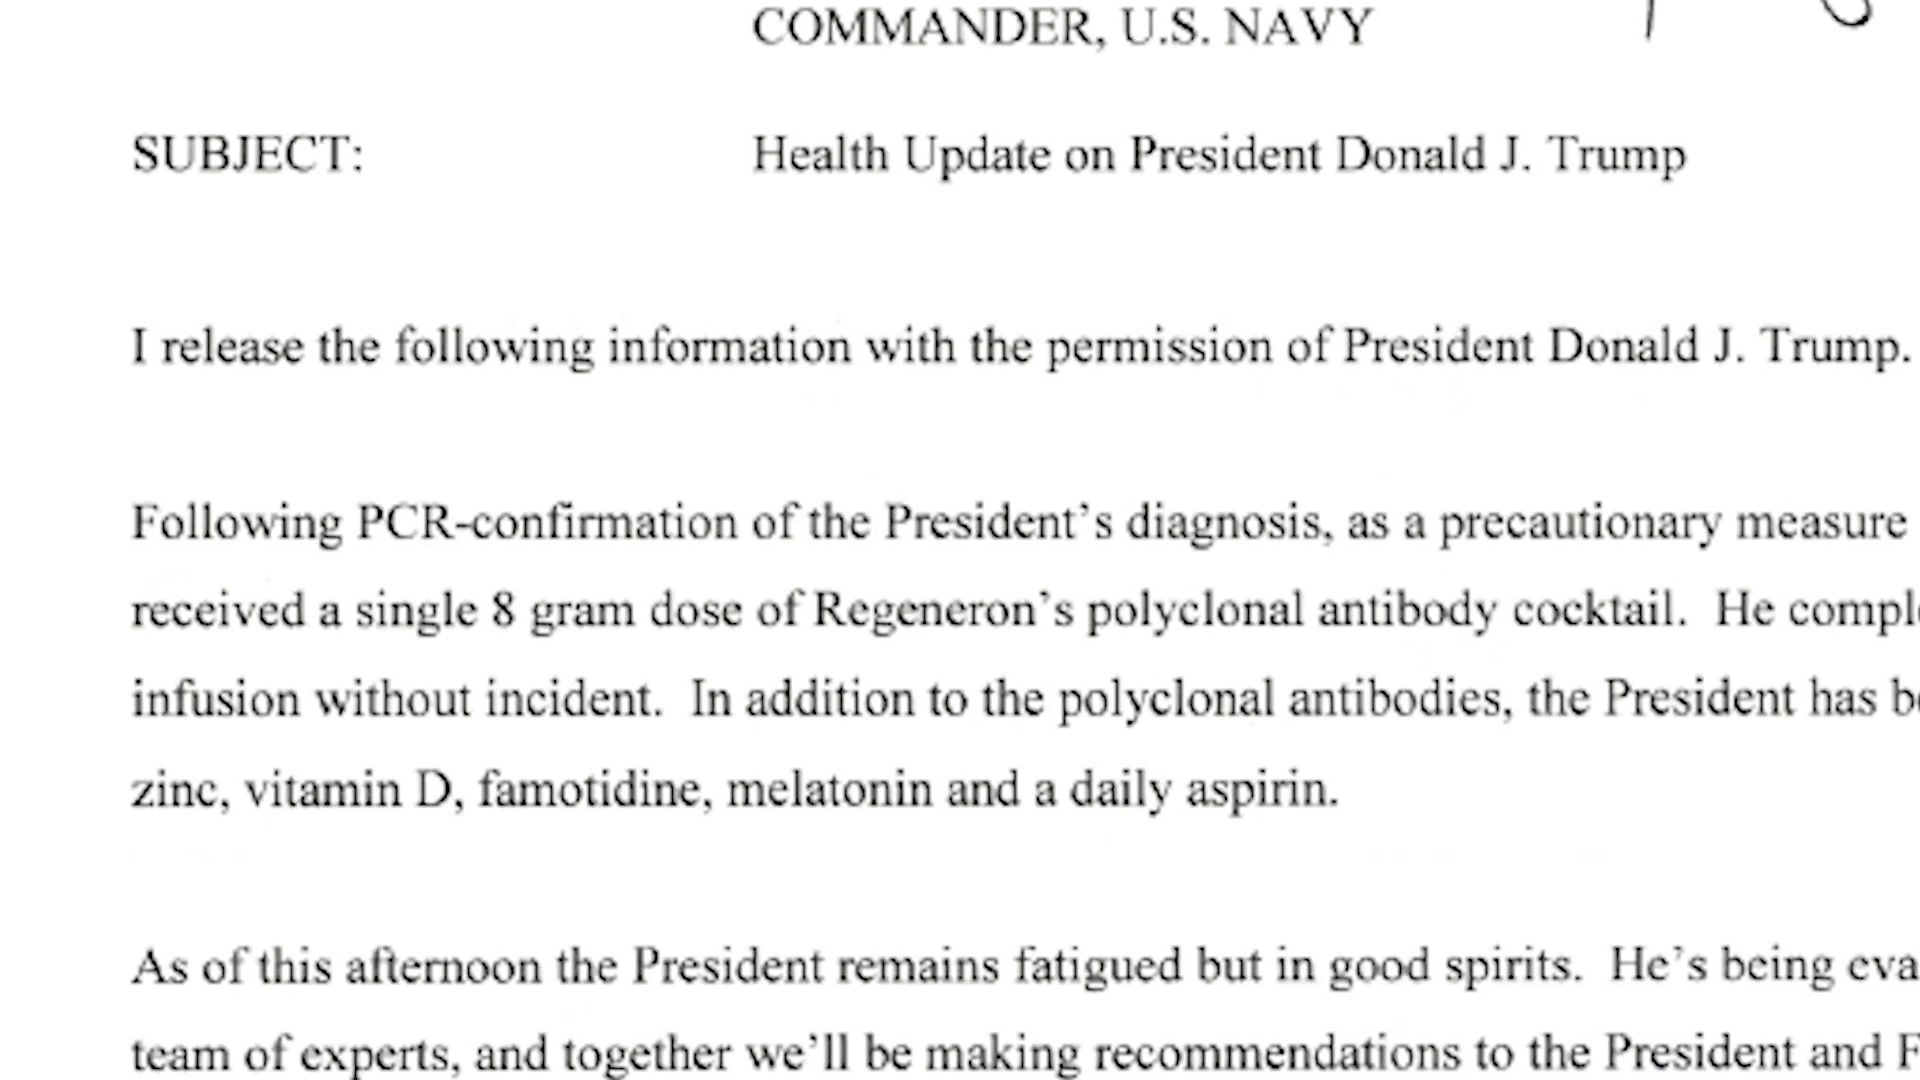 COMMANDER, U.S. NAVY
SUBJECT: Health Update on President Donald J. Trump
I release the following information with the permission of President Donald J. Trump.
Following PCR-confirmation of the President's diagnosis, as a precautionary measure
received a single 8 gram dose of Regeneron's polyclonal antibody cocktail. He compl
infusion without incident. In addition to the polyclonal antibodies, the President has b
zinc, vitamin D, famotidine, melatonin and a daily aspirin.
As of this afternoon the President remains fatigued but in good spirits. He's being eva
team of experts, and together we'll be making recommendations to the President and F